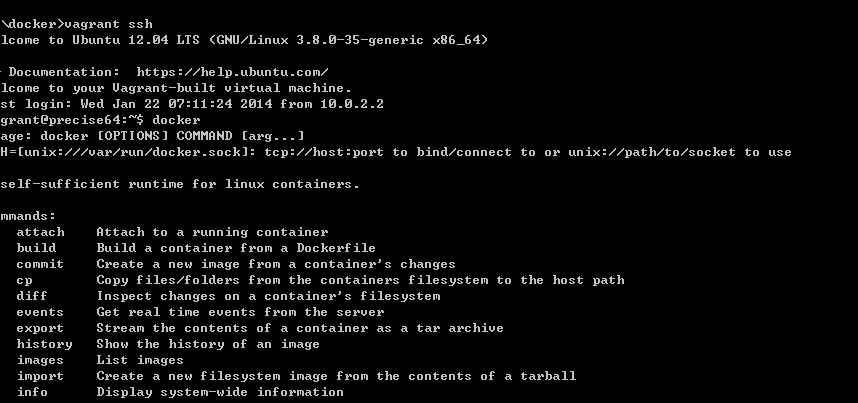 \docker>vagrant ssh
lcome to Ubuntu 12.04 LTS (GNU/Linux 3.8.0-35-generic x86_64)
Documentation:  https://help.ubuntu.com/
lcome to your Vagrant-built virtual machine.
st login: Wed Jan 22 07:11:24 2014 from 10.0.2.2
grant@precise64:~$ docker
age: docker [OPTIONS] COMMAND [arg...]
H=[unix:///var/run/docker.sock]: tcp://host:port to bind/connect to or unix://path/to/socket to use
self-sufficient runtime for linux containers.
mmands:
attach    Attach to a running container
build     Build a container from a Dockerfile
commit    Create a new image from a container's changes
cp        Copy files/folders from the containers filesystem to the host path
diff      Inspect changes on a container's filesystem
events    Get real time events from the server
export    Stream the contents of a container as a tar archive
history   Show the history of an image
images    List images
import    Create a new filesystem image from the contents of a tarball
info      Display system-wide information